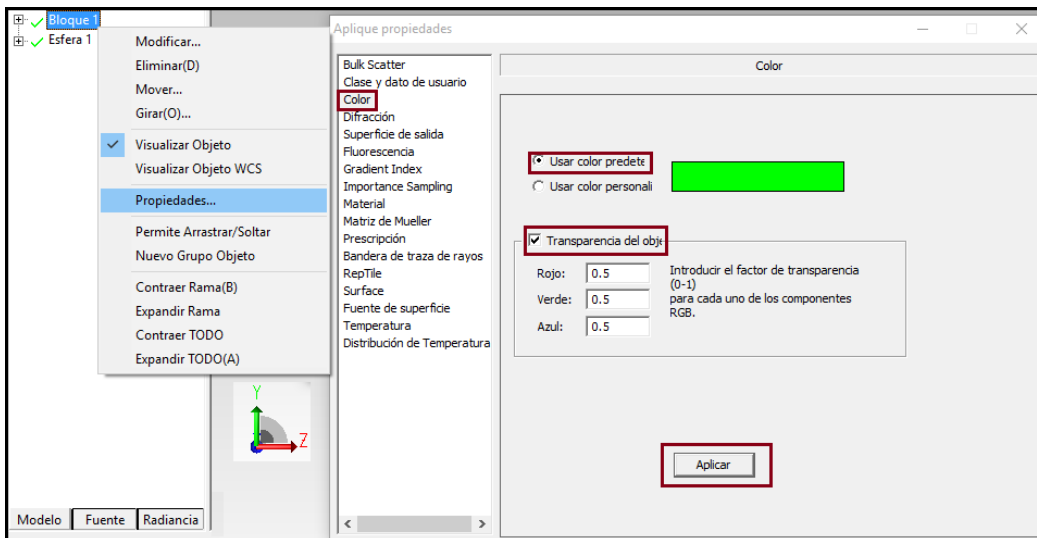 Bloque 1
Esfera 1
Modificar...
Eliminar(D)
Mover...
Girar(O)...
Visualizar Objeto
Visualizar Objeto WCS
Propiedades...
Permite Arrastrar/Soltar
Nuevo Grupo Objeto
Contraer Rama(B)
Expandir Rama
Contraer TODO
Expandir TODO(A)
Y
Z
Modelo Fuente Radiancia
Aplique propiedades
Bulk Scatter
Clase y dato de usuario
Color
Difracción
Superficie de salida
Fluorescencia
Gradient Index
Importance Sampling
Material
Matriz de Mueller
Prescripción
Bandera de traza de rayos
RepTile
Surface
Fuente de superficie
Temperatura
Distribución de Temperatura
Color
Usar color predete
Usar color personali
Transparencia del obje
Rojo: 0.5
Verde: 0.5
Azul: 0.5
Introducir el factor de transparencia
(0-1)
para cada uno de los componentes
RGB.
Aplicar